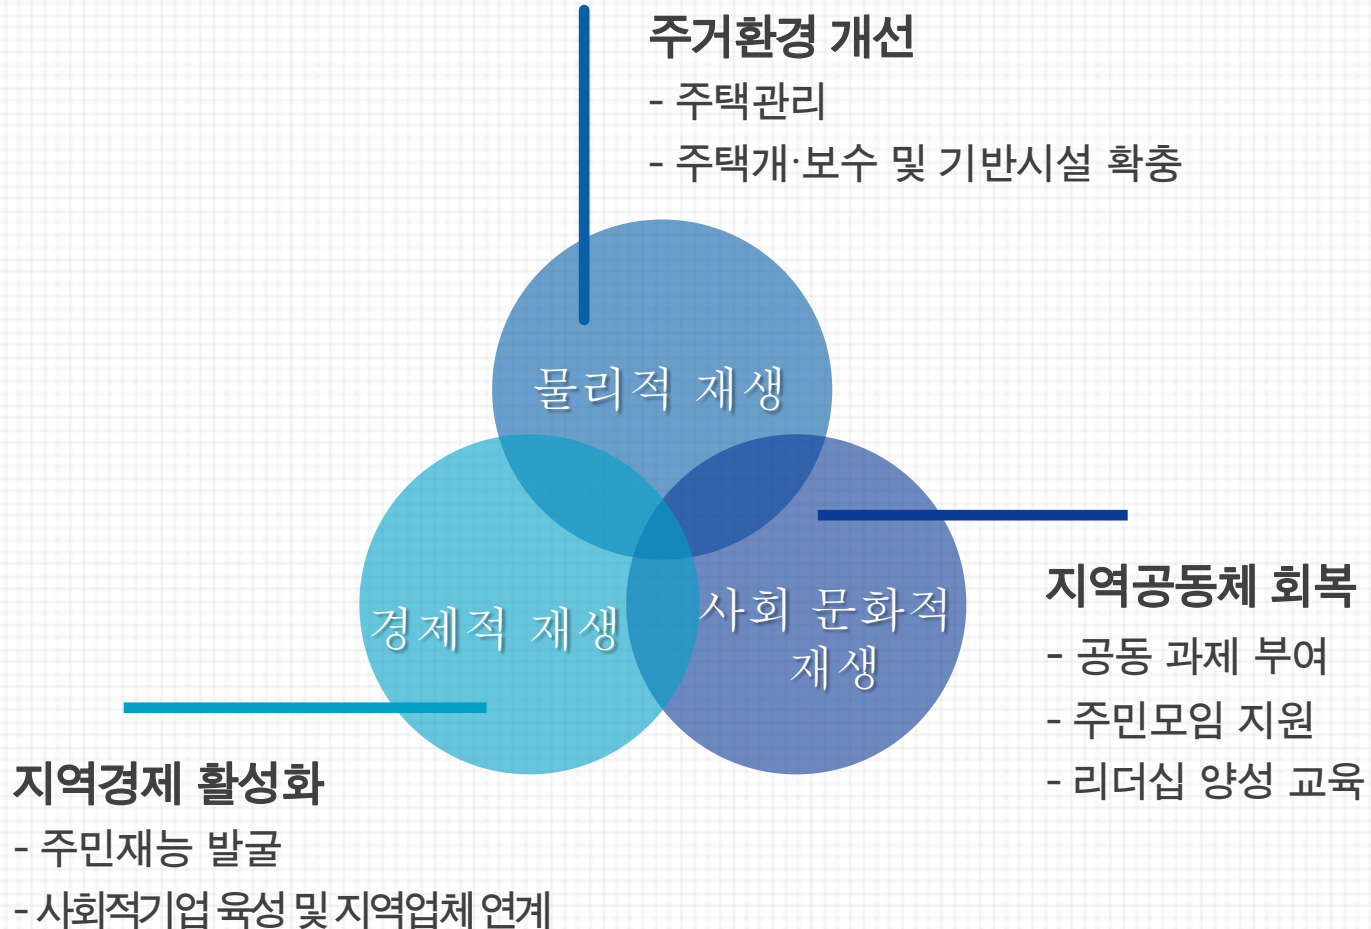 주거환경 개선
- 주택관리
- 주택개·보수 및 기반시설 확충
물리적 재생
경제적 재생
사회 문화적
재생
지역공동체 회복
- 공동 과제 부여
- 주민모임 지원
- 리더십 양성 교육
지역경제 활성화
- 주민재능 발굴
- 사회적기업 육성 및 지역업체 연계